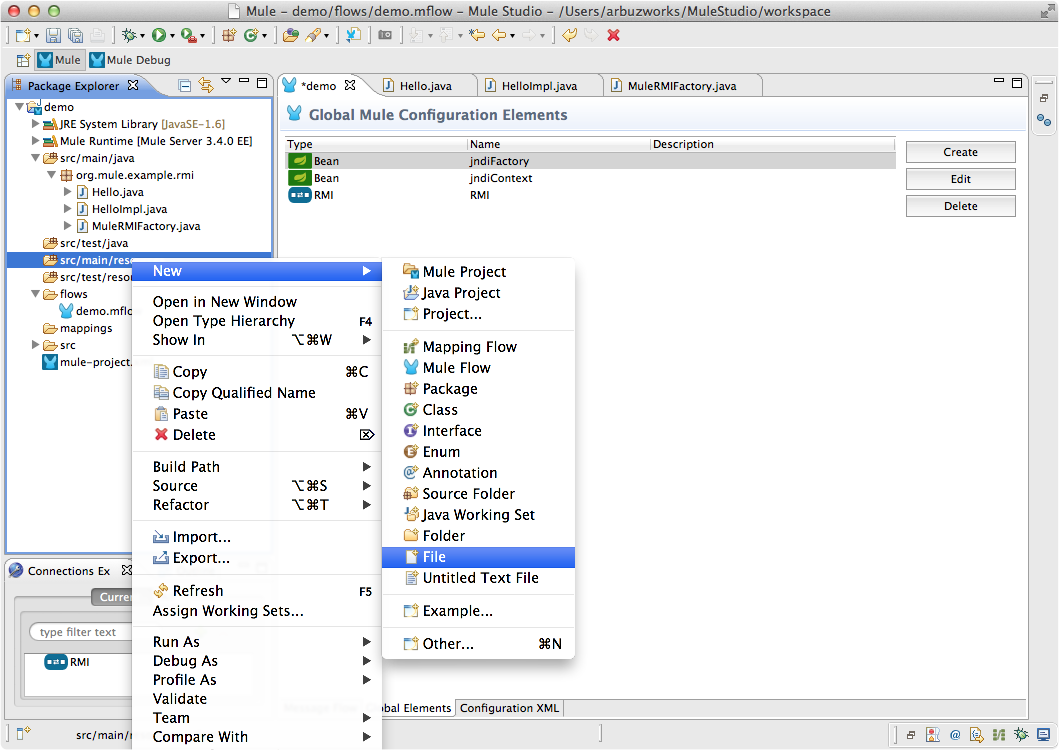 Mule – demo/flows/demo.mflow – Mule Studio – /Users/arbuzworks/MuleStudio/workspace
Mule Mule Debug
Package Explorer
*demo Hello.java HelloImpl.java MuleRMIFactory.java
demo
JRE System Library [JavaSE-1.6]
Mule Runtime [Mule Server 3.4.0 EE]
src/main/java
org.mule.example.rmi
Hello.java
HelloImpl.java
MuleRMIFactory.java
src/test/java
src/main/reso
src/test/resou
flows
demo.mflo
mappings
src
mule-project.
Global Mule Configuration Elements
Type Name Description
Bean jndiFactory
Bean jndiContext
RMI RMI
Create
Edit
Delete
New
Open in New Window
Open Type Hierarchy F4
Show In ⌥⌘W
Copy ⌘C
Copy Qualified Name
Paste ⌘V
Delete ⌦
Build Path
Source ⌥⌘S
Refactor ⌥⌘T
Import...
Export...
Refresh F5
Assign Working Sets...
Run As
Debug As
Profile As
Validate
Team
Compare With
Mule Project
Java Project
Project...
Mapping Flow
Mule Flow
Package
Class
Interface
Enum
Annotation
Source Folder
Java Working Set
Folder
File
Untitled Text File
Example...
Other... ⌘N
Connections Ex
Curre
type filter text
RMI
bal Elements Configuration XML
src/main/r